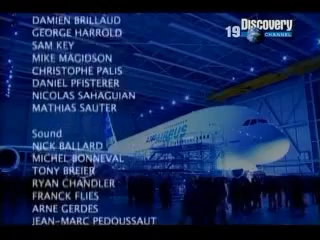 DAMIEN BRILLAUD
GEORGE HARROLD
SAM KEY
MIKE MAGIDSON
CHRISTOPHE PALIS
DANIEL PFISTERER
NICOLAS SAHAGUIAN
MATHIAS SAUTER
Sound
NICK BALLARD
MICHEL BONNEVAL
TONY BREIER
RYAN CHANDLER
FRANCK FLIES
ARNE GERDES
JEAN-MARC PEDOUSSAUT
19
Discovery
CHANNEL
AIRBUS